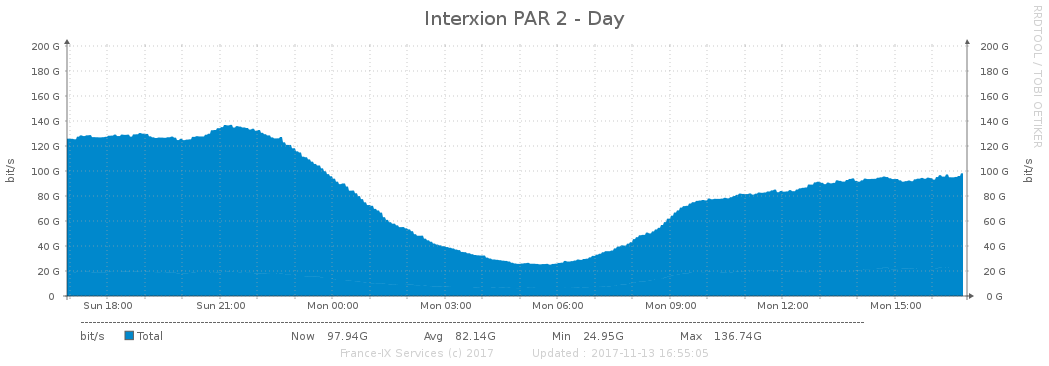 Interxion PAR 2 - Day
RRDTOOL / TOBI OETIKER
bit/s
200 G 200 G
180 G 180 G
160 G 160 G
140 G 140 G
120 G 120 G
100 G 100 G
80 G 80 G
60 G 60 G
40 G 40 G
20 G 20 G
0 0 G
bit/s
Sun 18:00 Sun 21:00 Mon 00:00 Mon 03:00 Mon 06:00 Mon 09:00 Mon 12:00 Mon 15:00
bit/s Total Now 97.94G Avg 82.14G Min 24.95G Max 136.74G
France-IX Services (c) 2017 Updated : 2017-11-13 16:55:05